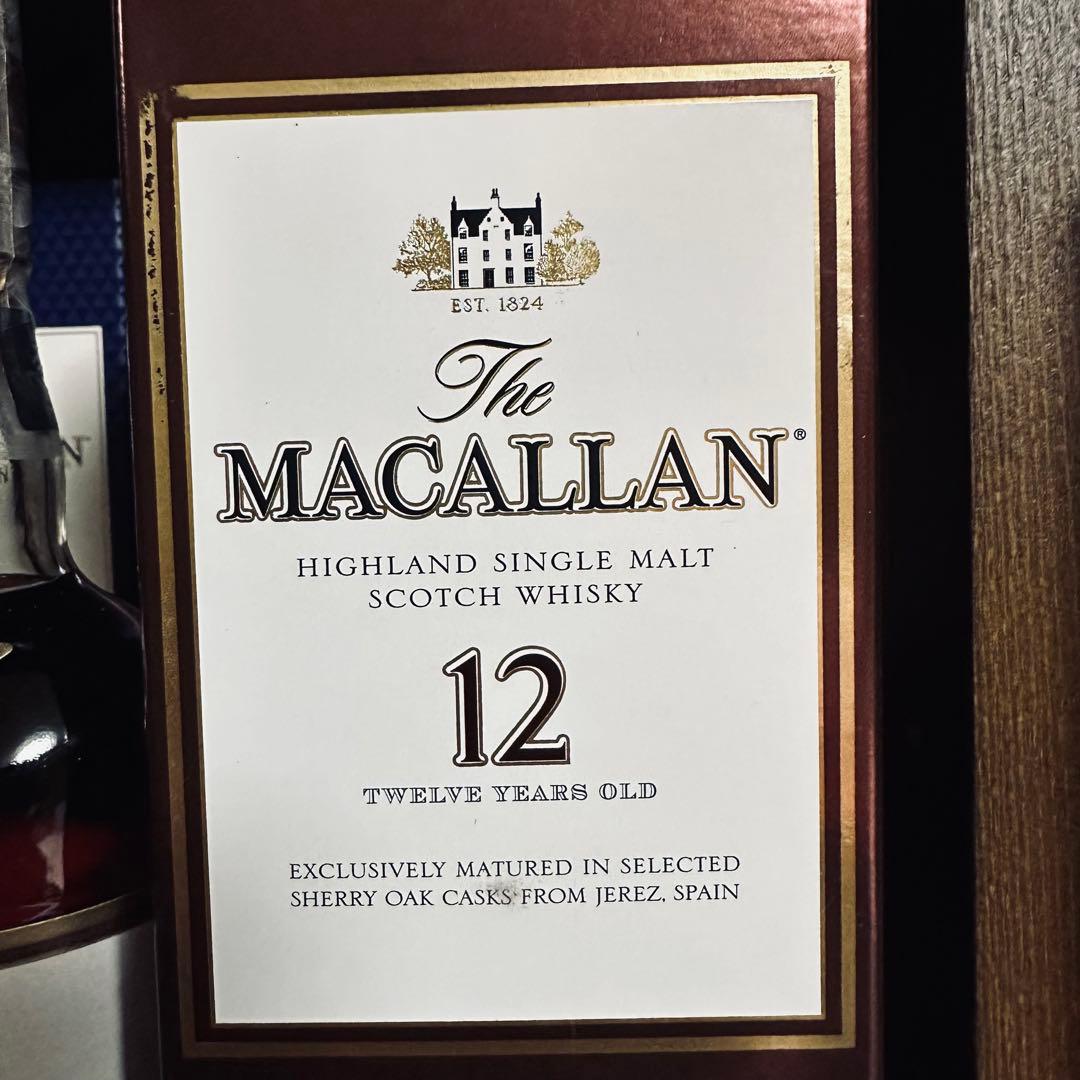 EST. 1824
The
MACALLAN®
HIGHLAND SINGLE MALT
SCOTCH WHISKY
12
TWELVE YEARS OLD
EXCLUSIVELY MATURED IN SELECTED
SHERRY OAK CASKS FROM JEREZ, SPAIN